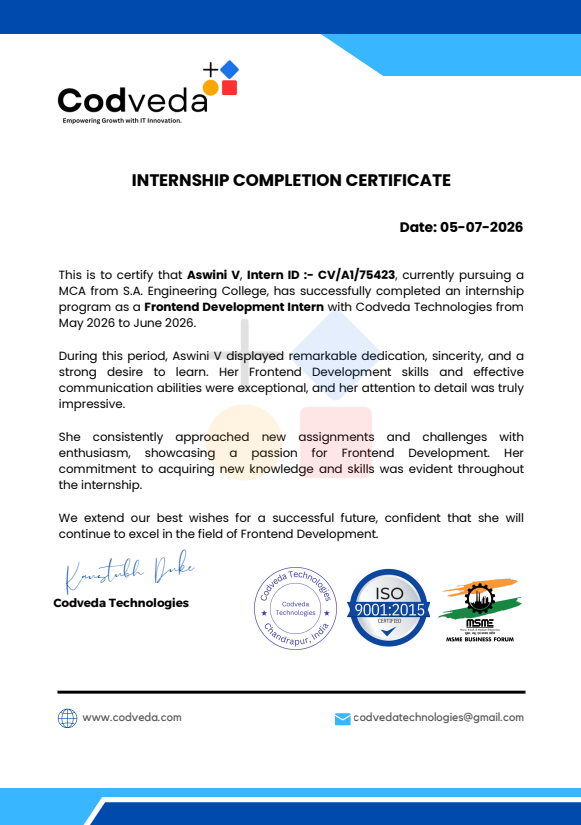 Codveda
Empowering Growth with IT Innovation.
INTERNSHIP COMPLETION CERTIFICATE
Date: 05-07-2026
This is to certify that Aswini V, Intern ID :- CV/A1/75423, currently pursuing a
MCA from S.A. Engineering College, has successfully completed an internship
program as a Frontend Development Intern with Codveda Technologies from
May 2026 to June 2026.
During this period, Aswini V displayed remarkable dedication, sincerity, and a
strong desire to learn. Her Frontend Development skills and effective
communication abilities were exceptional, and her attention to detail was truly
impressive.
She consistently approached new assignments and challenges with
enthusiasm, showcasing a passion for Frontend Development. Her
commitment to acquiring new knowledge and skills was evident throughout
the internship.
We extend our best wishes for a successful future, confident that she will
continue to excel in the field of Frontend Development.
Codveda Technologies
Codveda Technologies
Codveda
Technologies
Chandrapur, India
ISO
9001:2015
CERTIFIED
MSME
MSME BUSINESS FORUM
www.codveda.com
codvedatechnologies@gmail.com